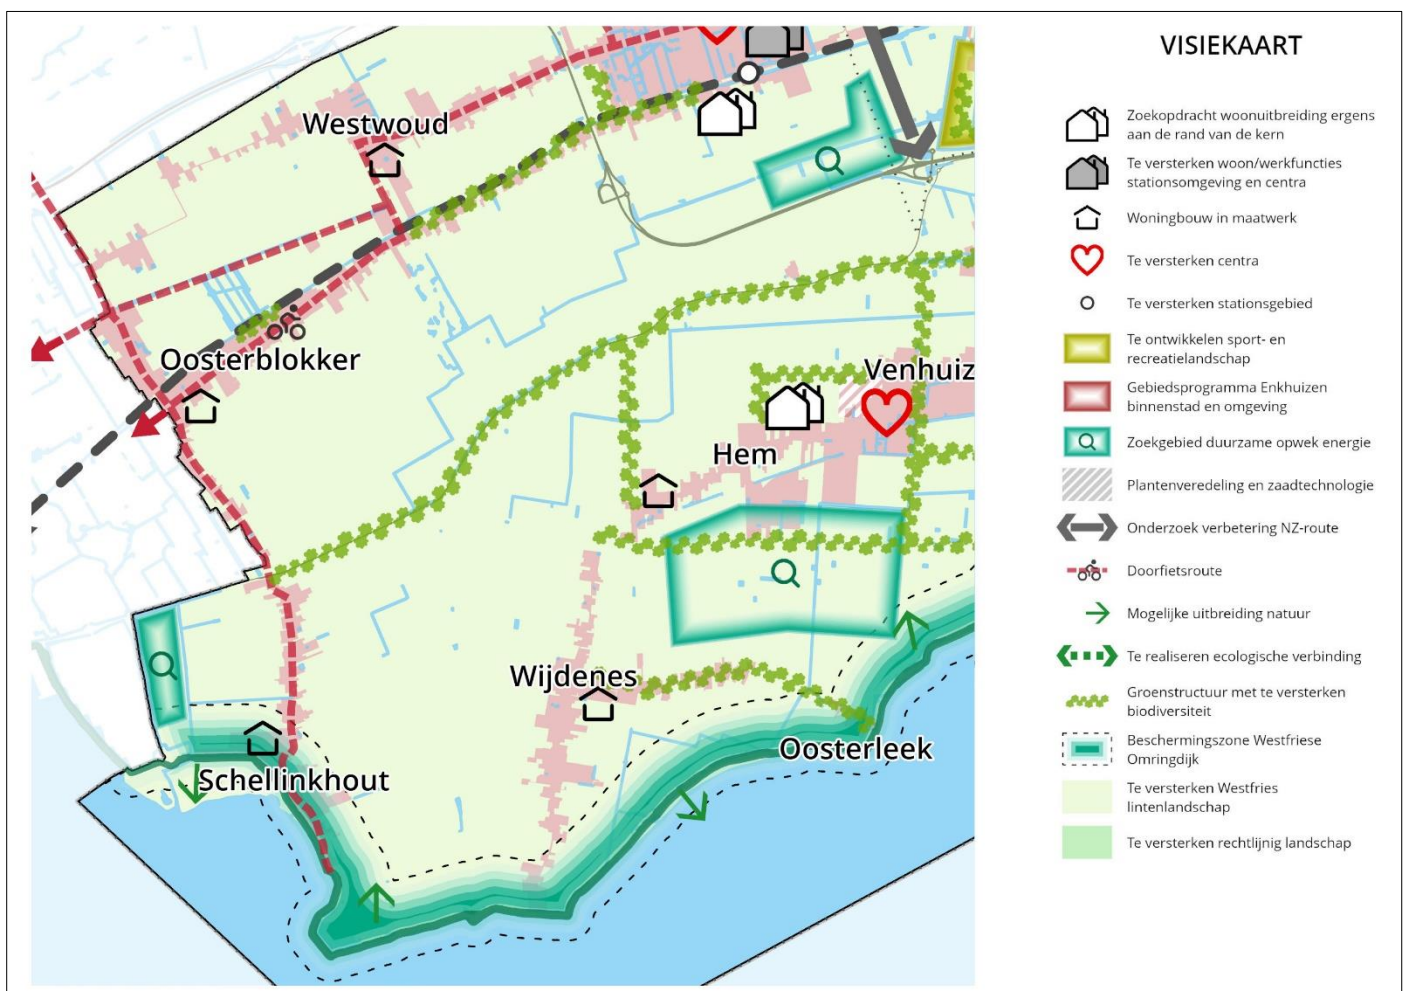 VISIEKAART
Westwoud
Oosterblokker
Venhuiz
Hem
Wijdenes
Oosterleek
Schellinkhout
Zoekopdracht woonuitbreiding ergens
aan de rand van de kern
Te versterken woon/werkfuncties
stationsomgeving en centra
Woningbouw in maatwerk
Te versterken centra
Te versterken stationsgebied
Te ontwikkelen sport- en
recreatielandschap
Gebiedsprogramma Enkhuizen
binnenstad en omgeving
Zoekgebied duurzame opwek energie
Plantenveredeling en zaadtechnologie
Onderzoek verbetering NZ-route
Doorfietsroute
Mogelijke uitbreiding natuur
Te realiseren ecologische verbinding
Groenstructuur met te versterken
biodiversiteit
Beschermingszone Westfriese
Omringdijk
Te versterken Westfries
lintenlandschap
Te versterken rechtlijnig landschap